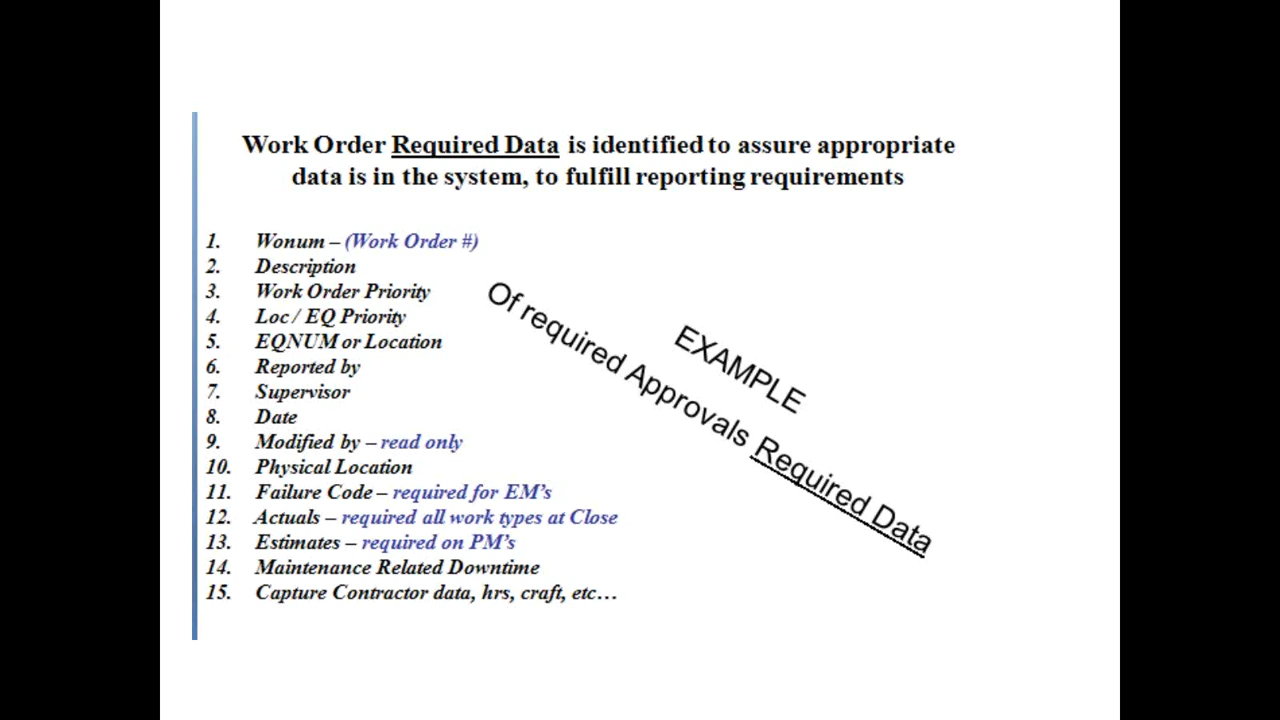 Work Order Required Data is identified to assure appropriate
data is in the system, to fulfill reporting requirements
1. Wonum – (Work Order #)
2. Description
3. Work Order Priority
4. Loc / EQ Priority
5. EQNUM or Location
6. Reported by
7. Supervisor
8. Date
9. Modified by – read only
10. Physical Location
11. Failure Code – required for EM's
12. Actuals – required all work types at Close
13. Estimates – required on PM's
14. Maintenance Related Downtime
15. Capture Contractor data, hrs, craft, etc…
EXAMPLE
Of required Approvals Required Data